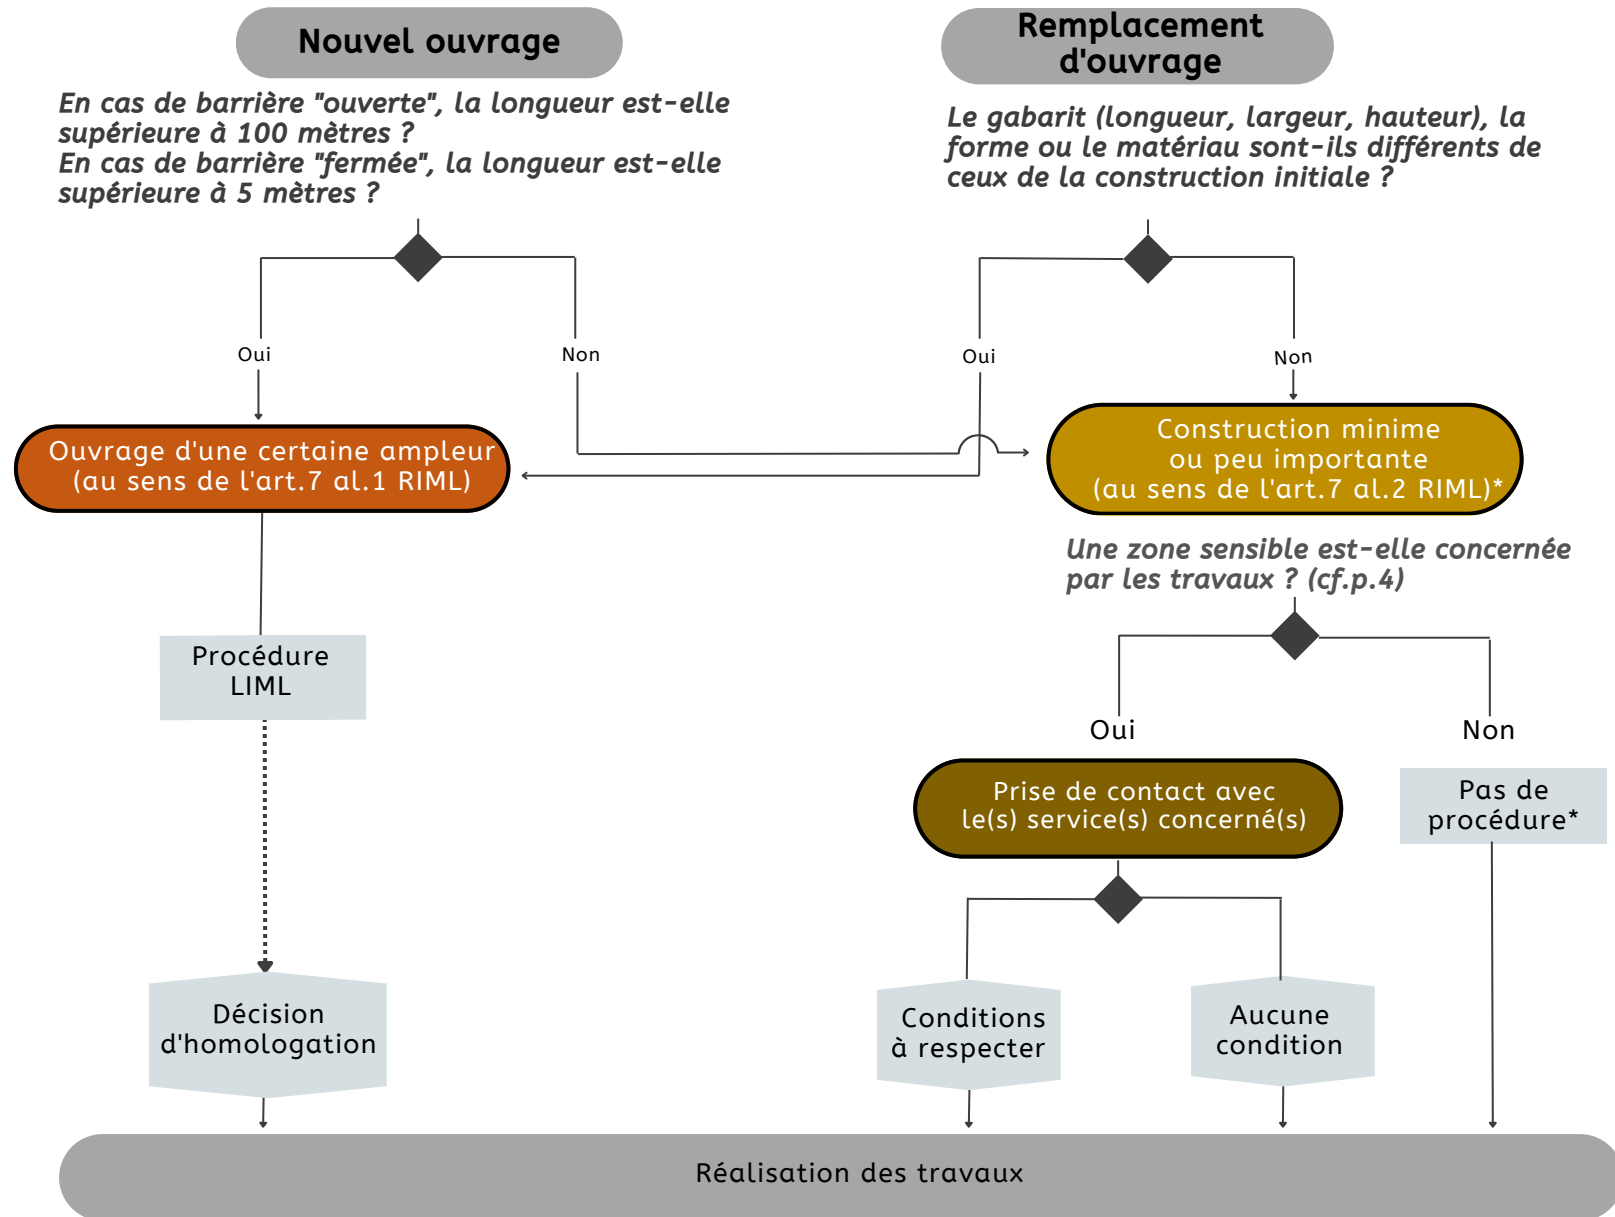 Nouvel ouvrage
En cas de barrière "ouverte", la longueur est-elle
supérieure à 100 mètres ?
En cas de barrière "fermée", la longueur est-elle
supérieure à 5 mètres ?
Oui
Non
Remplacement
d'ouvrage
Le gabarit (longueur, largeur, hauteur), la
forme ou le matériau sont-ils différents de
ceux de la construction initiale ?
Oui
Non
Ouvrage d'une certaine ampleur
(au sens de l'art.7 al.1 RIML)
Procédure
LIML
Décision
d'homologation
Construction minime
ou peu importante
(au sens de l'art.7 al.2 RIML)*
Une zone sensible est-elle concernée
par les travaux ? (cf.p.4)
Oui
Non
Prise de contact avec
le(s) service(s) concerné(s)
Pas de
procédure*
Conditions
à respecter
Aucune
condition
Réalisation des travaux